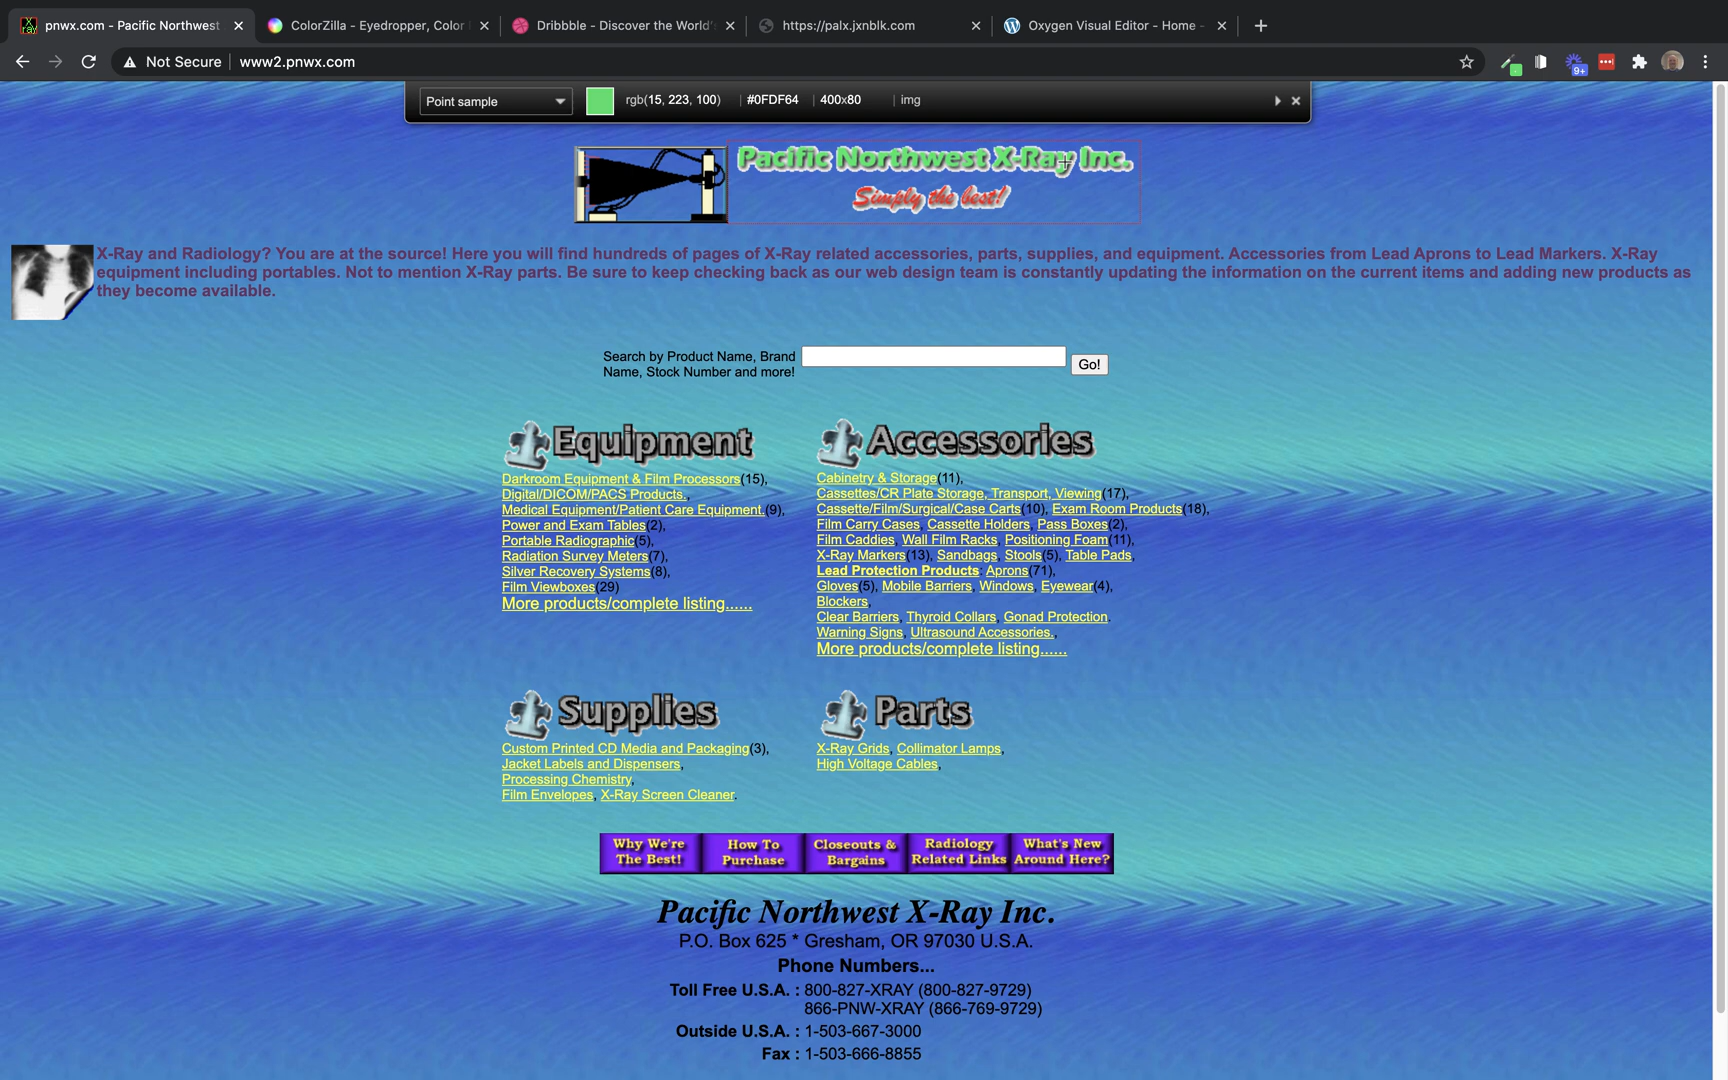 pnwx.com - Pacific Northwest
ColorZilla - Eyedropper, Color
Dribbble - Discover the World'
https://palx.jxnblk.com
Oxygen Visual Editor - Home -
Not Secure
www2.pnwx.com
9+
Point sample
rgb(15, 223, 100)
#0FDF64
400x80
img
Pacific Northwest X-Ray Inc.
Simply the best!
X-Ray and Radiology? You are at the source! Here you will find hundreds of pages of X-Ray related accessories, parts, supplies, and equipment. Accessories from Lead Aprons to Lead Markers. X-Ray
equipment including portables. Not to mention X-Ray parts. Be sure to keep checking back as our web design team is constantly updating the information on the current items and adding new products as
they become available.
Search by Product Name, Brand
Name, Stock Number and more!
Go!
Equipment
Darkroom Equipment & Film Processors(15),
Digital/DICOM/PACS Products.,
Medical Equipment/Patient Care Equipment.(9),
Power and Exam Tables(2),
Portable Radiographic(5),
Radiation Survey Meters(7),
Silver Recovery Systems(8),
Film Viewboxes(29)
More products/complete listing......
Accessories
Cabinetry & Storage(11),
Cassettes/CR Plate Storage, Transport, Viewing(17),
Cassette/Film/Surgical/Case Carts(10), Exam Room Products(18),
Film Carry Cases, Cassette Holders, Pass Boxes(2),
Film Caddies, Wall Film Racks, Positioning Foam(11),
X-Ray Markers(13), Sandbags, Stools(5), Table Pads,
Lead Protection Products: Aprons(71),
Gloves(5), Mobile Barriers, Windows, Eyewear(4),
Blockers,
Clear Barriers, Thyroid Collars, Gonad Protection,
Warning Signs, Ultrasound Accessories.,
More products/complete listing......
Supplies
Custom Printed CD Media and Packaging(3),
Jacket Labels and Dispensers,
Processing Chemistry,
Film Envelopes, X-Ray Screen Cleaner.
Parts
X-Ray Grids, Collimator Lamps,
High Voltage Cables,
Why We're
The Best!
How To
Purchase
Closeouts &
Bargains
Radiology
Related Links
What's New
Around Here?
Pacific Northwest X-Ray Inc.
P.O. Box 625 * Gresham, OR 97030 U.S.A.
Phone Numbers...
Toll Free U.S.A. : 800-827-XRAY (800-827-9729)
866-PNW-XRAY (866-769-9729)
Outside U.S.A. : 1-503-667-3000
Fax : 1-503-666-8855